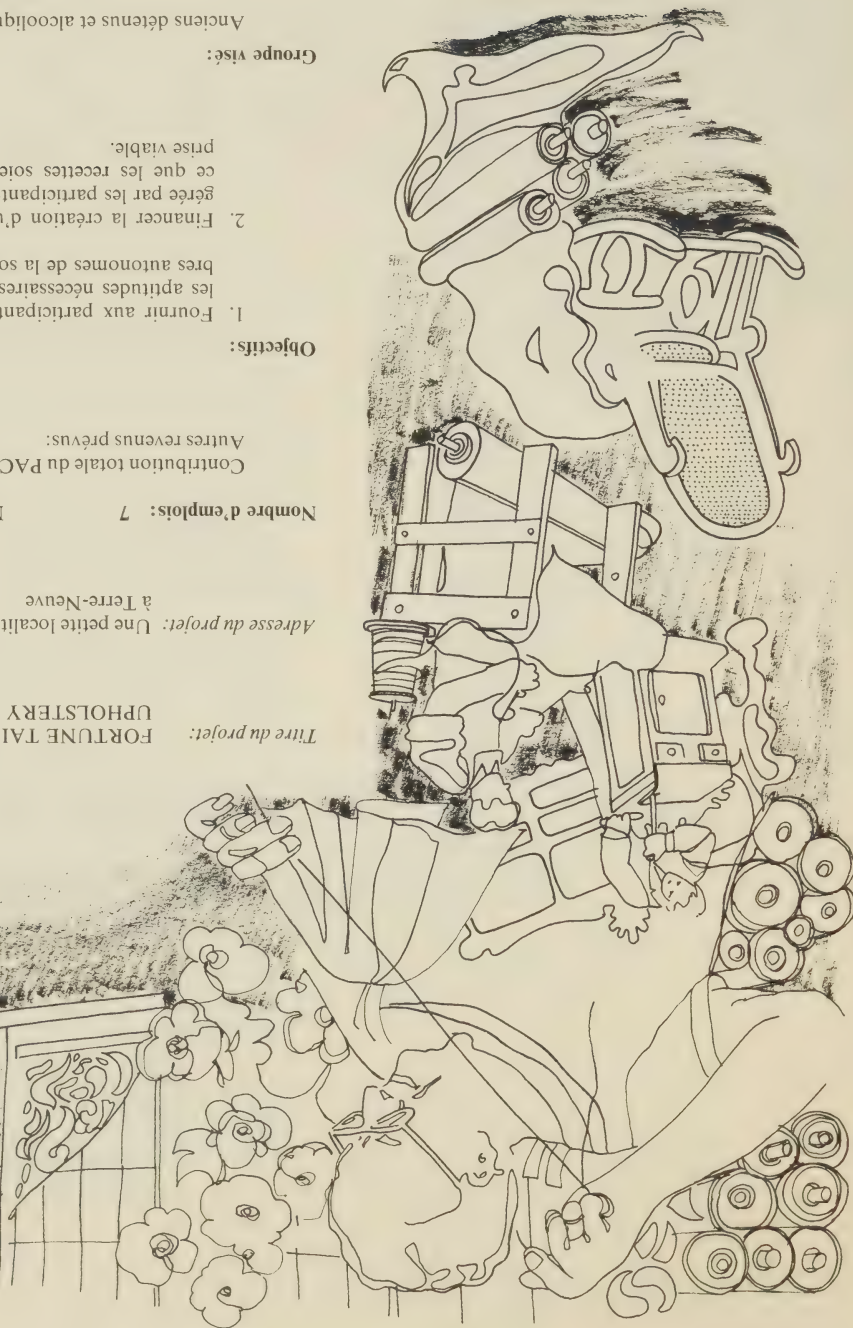 Titre du projet: FORTUNE TAI
UPHOLSTERY
Adresse du projet: Une petite localit
à Terre-Neuve
Nombre d'emplois: 7
Contribution totale du PAC
Autres revenus prévus:
Objectifs:
1. Fournir aux participant
les aptitudes nécessaires
bres autonomes de la so
2. Financer la création d'u
gérée par les participant
ce que les recettes soie
prise viable.
Groupe visé:
Anciens détenus et alcooliqu